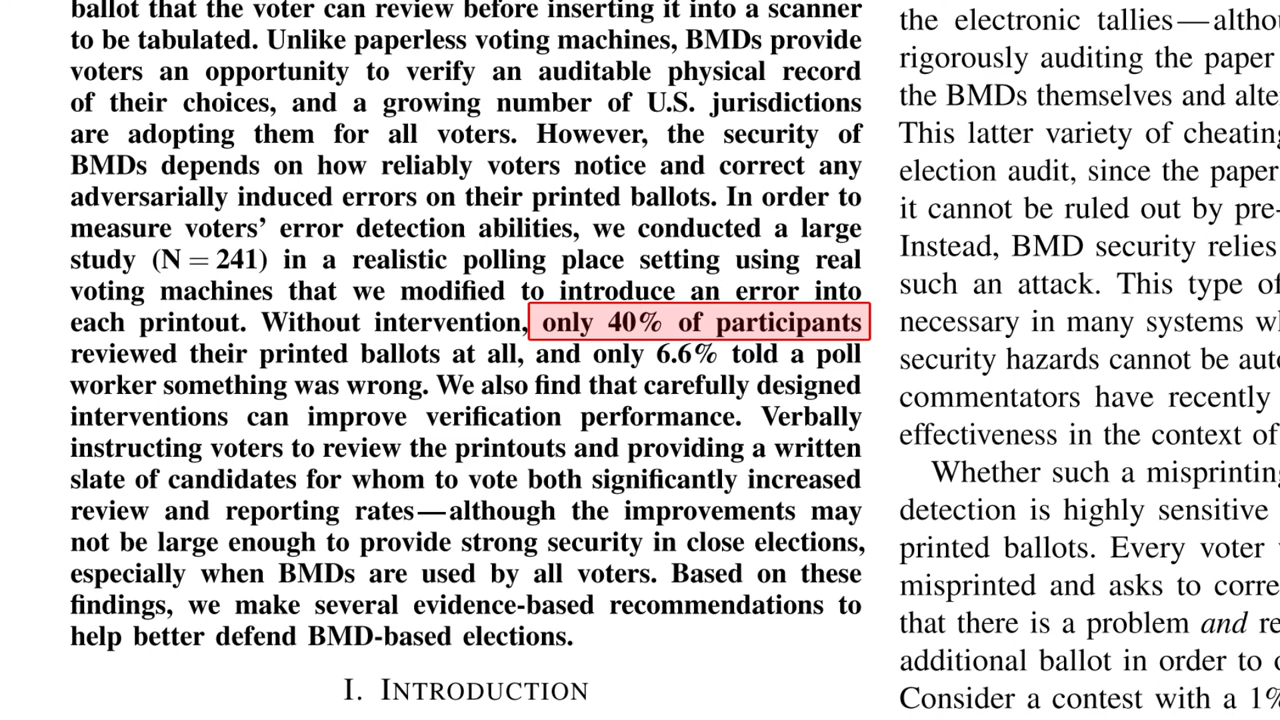 ballot that the voter can review before inserting it into a scanner
to be tabulated. Unlike paperless voting machines, BMDs provide
voters an opportunity to verify an auditable physical record
of their choices, and a growing number of U.S. jurisdictions
are adopting them for all voters. However, the security of
BMDs depends on how reliably voters notice and correct any
adversarially induced errors on their printed ballots. In order to
measure voters’ error detection abilities, we conducted a large
study (N = 241) in a realistic polling place setting using real
voting machines that we modified to introduce an error into
each printout. Without intervention, only 40% of participants
reviewed their printed ballots at all, and only 6.6% told a poll
worker something was wrong. We also find that carefully designed
interventions can improve verification performance. Verbally
instructing voters to review the printouts and providing a written
slate of candidates for whom to vote both significantly increased
review and reporting rates—although the improvements may
not be large enough to provide strong security in close elections,
especially when BMDs are used by all voters. Based on these
findings, we make several evidence-based recommendations to
help better defend BMD-based elections.
I. INTRODUCTION
the electronic tallies—
rigorously auditing the paper
the BMDs themselves and
This latter variety of cheating
election audit, since the paper
it cannot be ruled out by pre-
Instead, BMD security relies
such an attack. This type of
necessary in many systems
security hazards cannot be
commentators have recently
effectiveness in the context of
Whether such a
detection is highly sensitive
printed ballots. Every voter
misprinted and asks to
that there is a problem and
additional ballot in order to
Consider a contest with a 1%